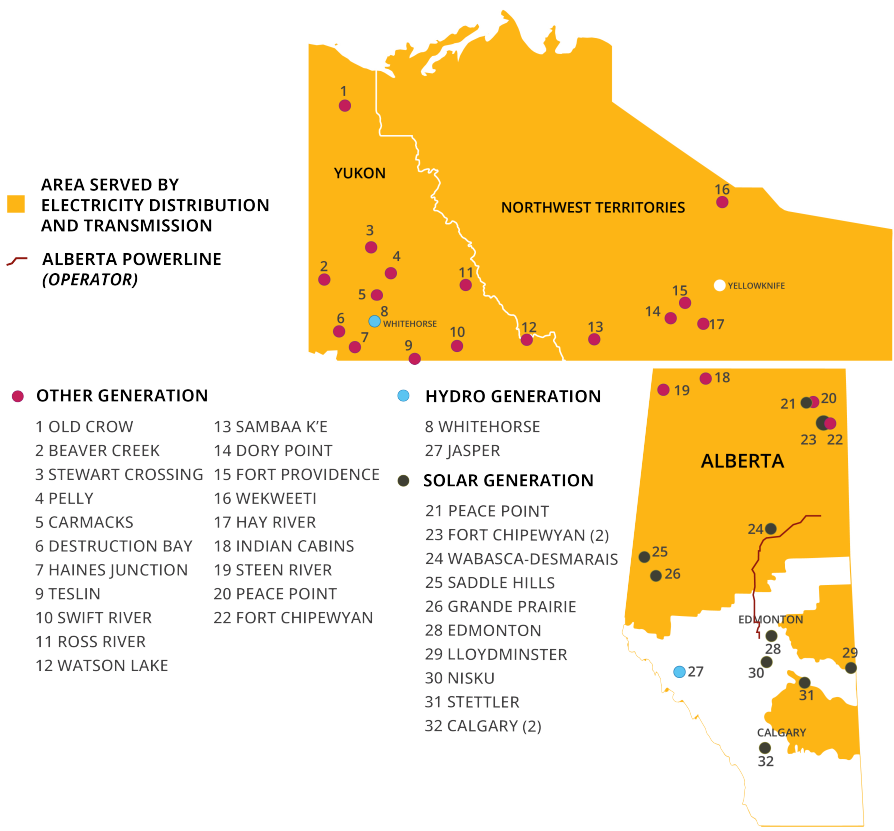 AREA SERVED BY
ELECTRICITY DISTRIBUTION
AND TRANSMISSION
ALBERTA POWERLINE
(OPERATOR)
1
YUKON
NORTHWEST TERRITORIES
16
3
4
2
5
11
YELLOWKNIFE
15
14
17
8
WHITEHORSE
6
7
9
10
12
13
OTHER GENERATION
1 OLD CROW
2 BEAVER CREEK
3 STEWART CROSSING
4 PELLY
5 CARMACKS
6 DESTRUCTION BAY
7 HAINES JUNCTION
9 TESLIN
10 SWIFT RIVER
11 ROSS RIVER
12 WATSON LAKE
13 SAMBAA K'E
14 DORY POINT
15 FORT PROVIDENCE
16 WEKWEETI
17 HAY RIVER
18 INDIAN CABINS
19 STEEN RIVER
20 PEACE POINT
22 FORT CHIPEWYAN
HYDRO GENERATION
8 WHITEHORSE
27 JASPER
SOLAR GENERATION
21 PEACE POINT
23 FORT CHIPEWYAN (2)
24 WABASCA-DESMARAIS
25 SADDLE HILLS
26 GRANDE PRAIRIE
28 EDMONTON
29 LLOYDMINSTER
30 NISKU
31 STETTLER
32 CALGARY (2)
18
19
21
20
23
22
ALBERTA
24
25
26
EDMONTON
28
27
30
29
31
CALGARY
32